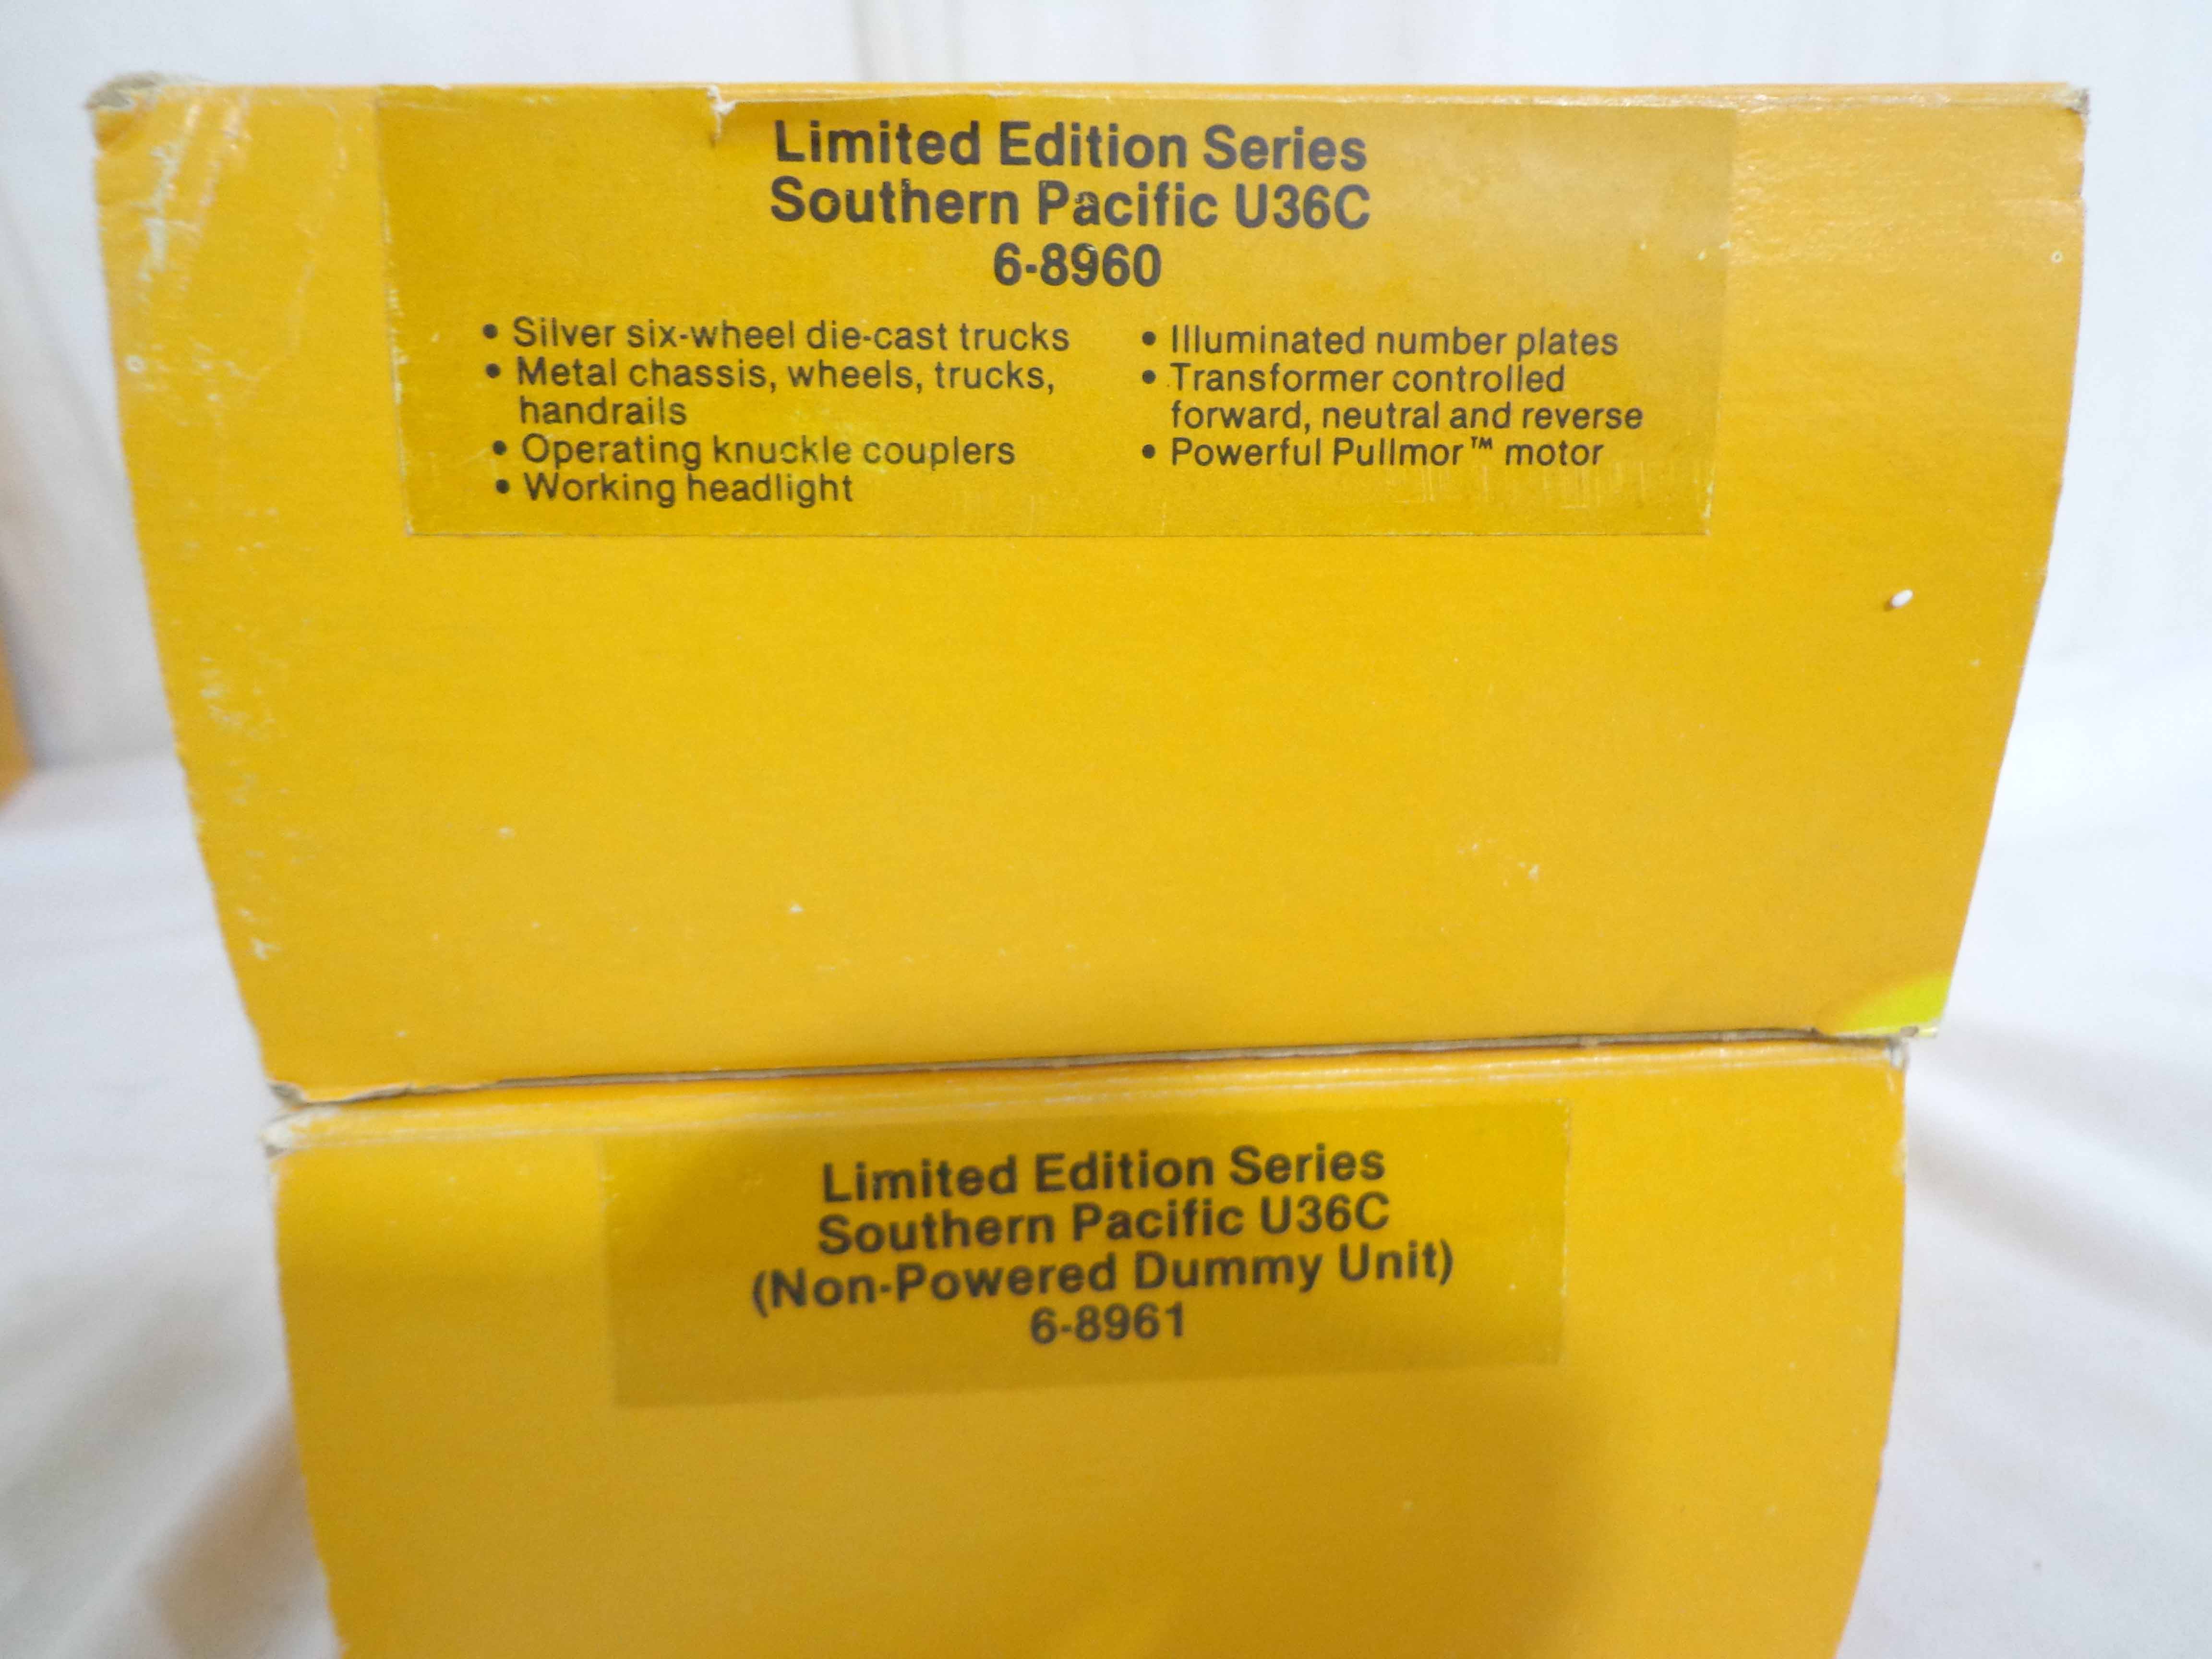 Limited Edition Series
Southern Pacific U36C
6-8960
• Silver six-wheel die-cast trucks
• Metal chassis, wheels, trucks,
handrails
• Operating knuckle couplers
• Working headlight
• Illuminated number plates
• Transformer controlled
forward, neutral and reverse
• Powerful Pullmor™ motor
Limited Edition Series
Southern Pacific U36C
(Non-Powered Dummy Unit)
6-8961